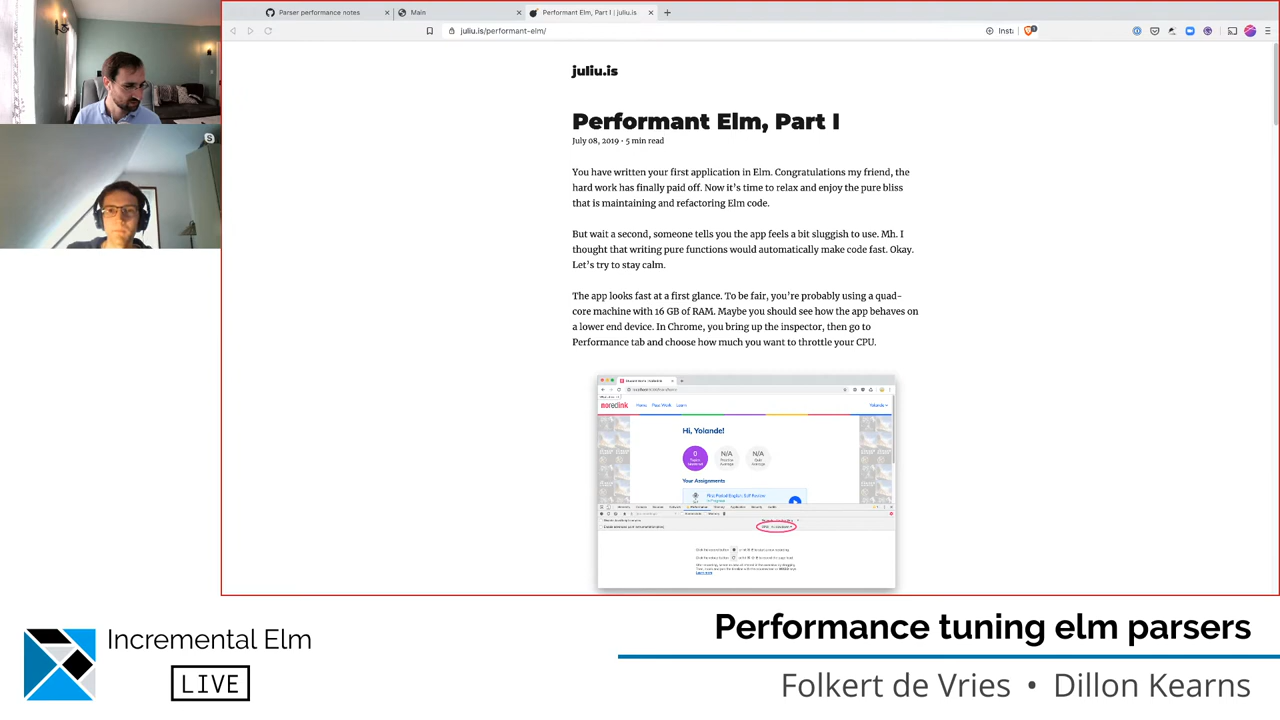 Parser performance notes
Main
Performant Elm, Part I | juliu.is
juliu.is/performant-elm/
juliu.is
Performant Elm, Part I
July 08, 2019 • 5 min read
You have written your first application in Elm. Congratulations my friend, the
hard work has finally paid off. Now it's time to relax and enjoy the pure bliss
that is maintaining and refactoring Elm code.
But wait a second, someone tells you the app feels a bit sluggish to use. Mh. I
thought that writing pure functions would automatically make code fast. Okay.
Let's try to stay calm.
The app looks fast at a first glance. To be fair, you're probably using a quad-
core machine with 16 GB of RAM. Maybe you should see how the app behaves on
a lower end device. In Chrome, you bring up the inspector, then go to
Performance tab and choose how much you want to throttle your CPU.
Home
Learn
Yolande
Hi, Yolande!
0
N/A
N/A
Your Assignments
Incremental Elm
LIVE
Performance tuning elm parsers
Folkert de Vries • Dillon Kearns